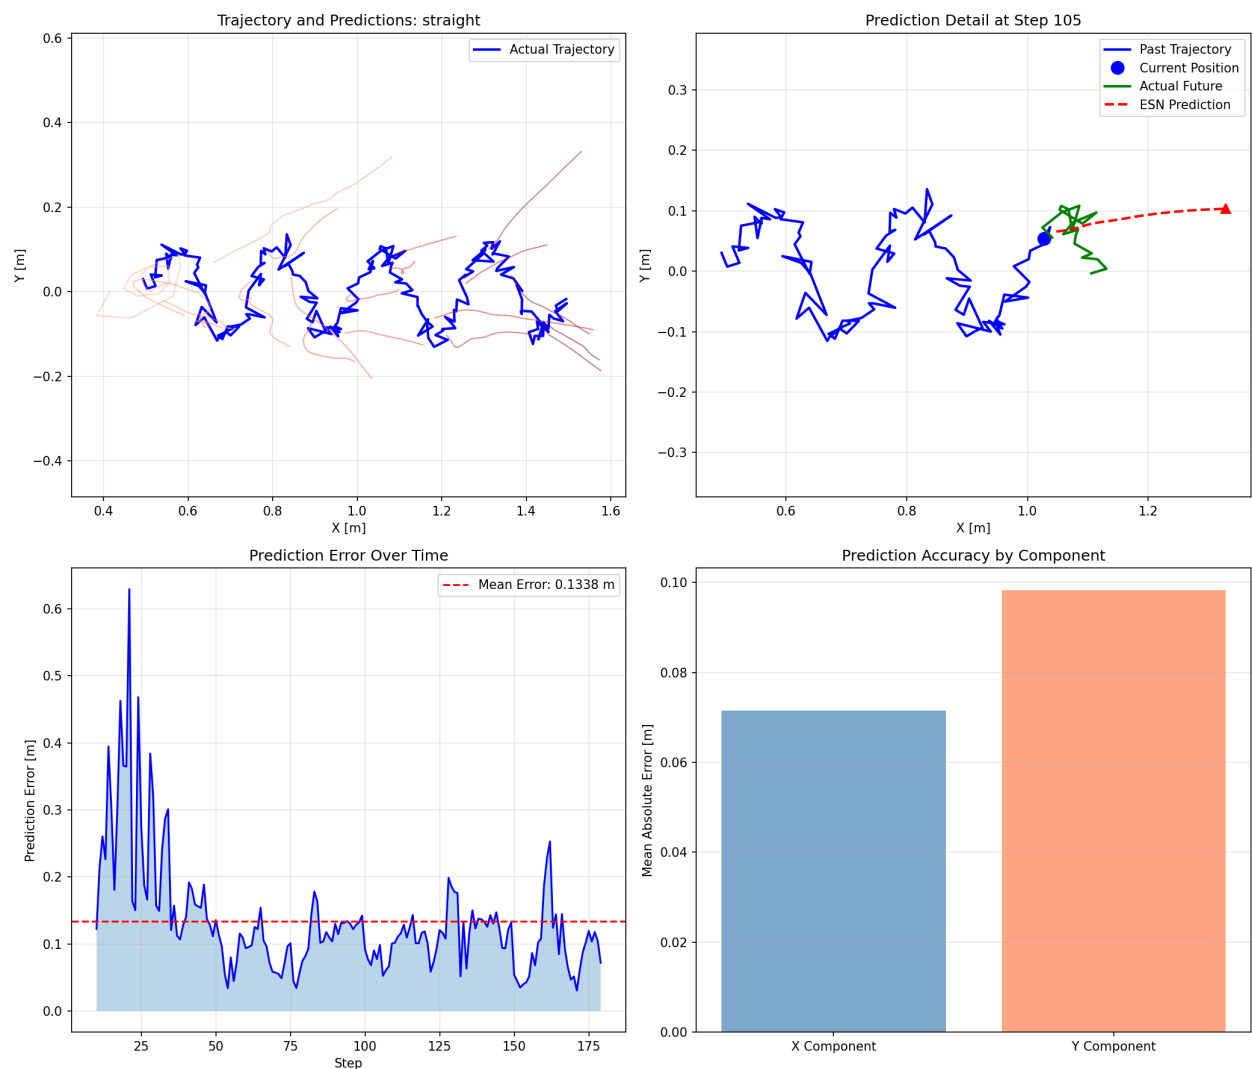 Trajectory and Predictions: straight
Actual Trajectory
Y [m]
0.6
0.4
0.2
0.0
−0.2
−0.4
0.4 0.6 0.8 1.0 1.2 1.4 1.6
X [m]
Prediction Detail at Step 105
Past Trajectory
Current Position
Actual Future
ESN Prediction
Y [m]
0.3
0.2
0.1
0.0
−0.1
−0.2
−0.3
0.6 0.8 1.0 1.2
X [m]
Prediction Error Over Time
Mean Error: 0.1338 m
Prediction Error [m]
0.6
0.5
0.4
0.3
0.2
0.1
0.0
25 50 75 100 125 150 175
Step
Prediction Accuracy by Component
Mean Absolute Error [m]
0.10
0.08
0.06
0.04
0.02
0.00
X Component Y Component